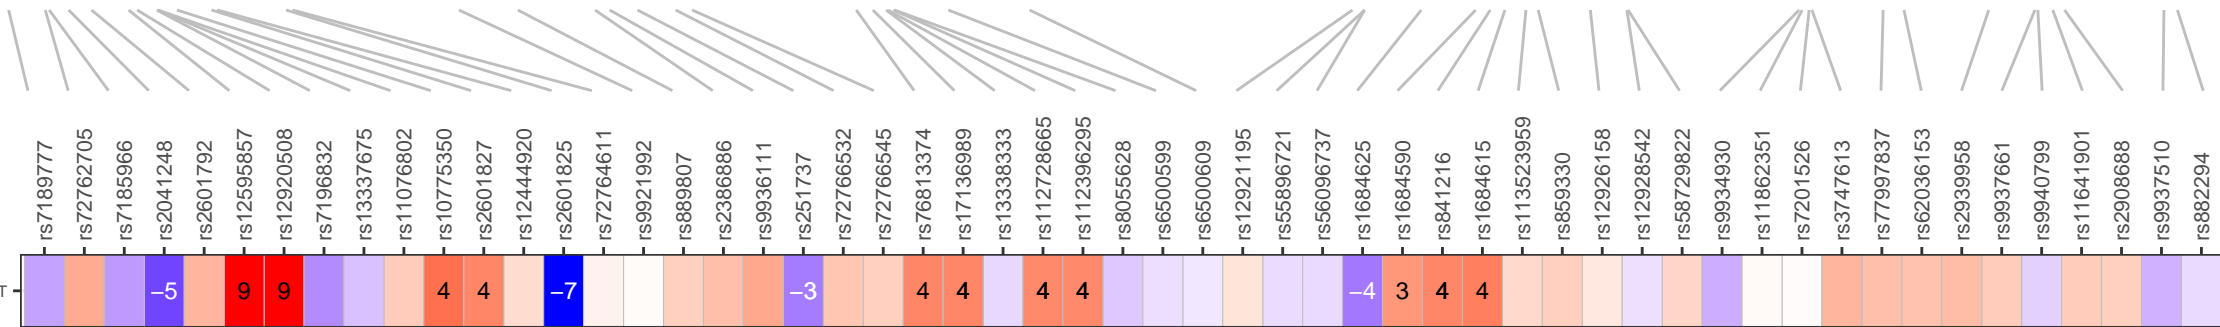 rs7189777 rs72762705 rs7185966 rs2041248 rs2601792 rs12595857 rs12920508 rs7196832 rs13337675 rs11076802 rs10775350 rs2601827 rs12444920 rs2601825 rs72764611 rs9921992 rs889807 rs2386886 rs9936111 rs251737 rs72766532 rs72766545 rs76813374 rs17136989 rs13338333 rs112728665 rs112396295 rs8055628 rs6500599 rs6500609 rs12921195 rs55896721 rs56096737 rs1684625 rs1684590 rs841216 rs1684615 rs113523959 rs859330 rs12926158 rs12928542 rs58729822 rs9934930 rs11862351 rs7201526 rs3747613 rs77997837 rs62036153 rs2939958 rs9937661 rs9940799 rs11641901 rs2908688 rs9937510 rs882294
T −5 9 9 4 4 −7 −3 4 4 4 4 −4 3 4 4